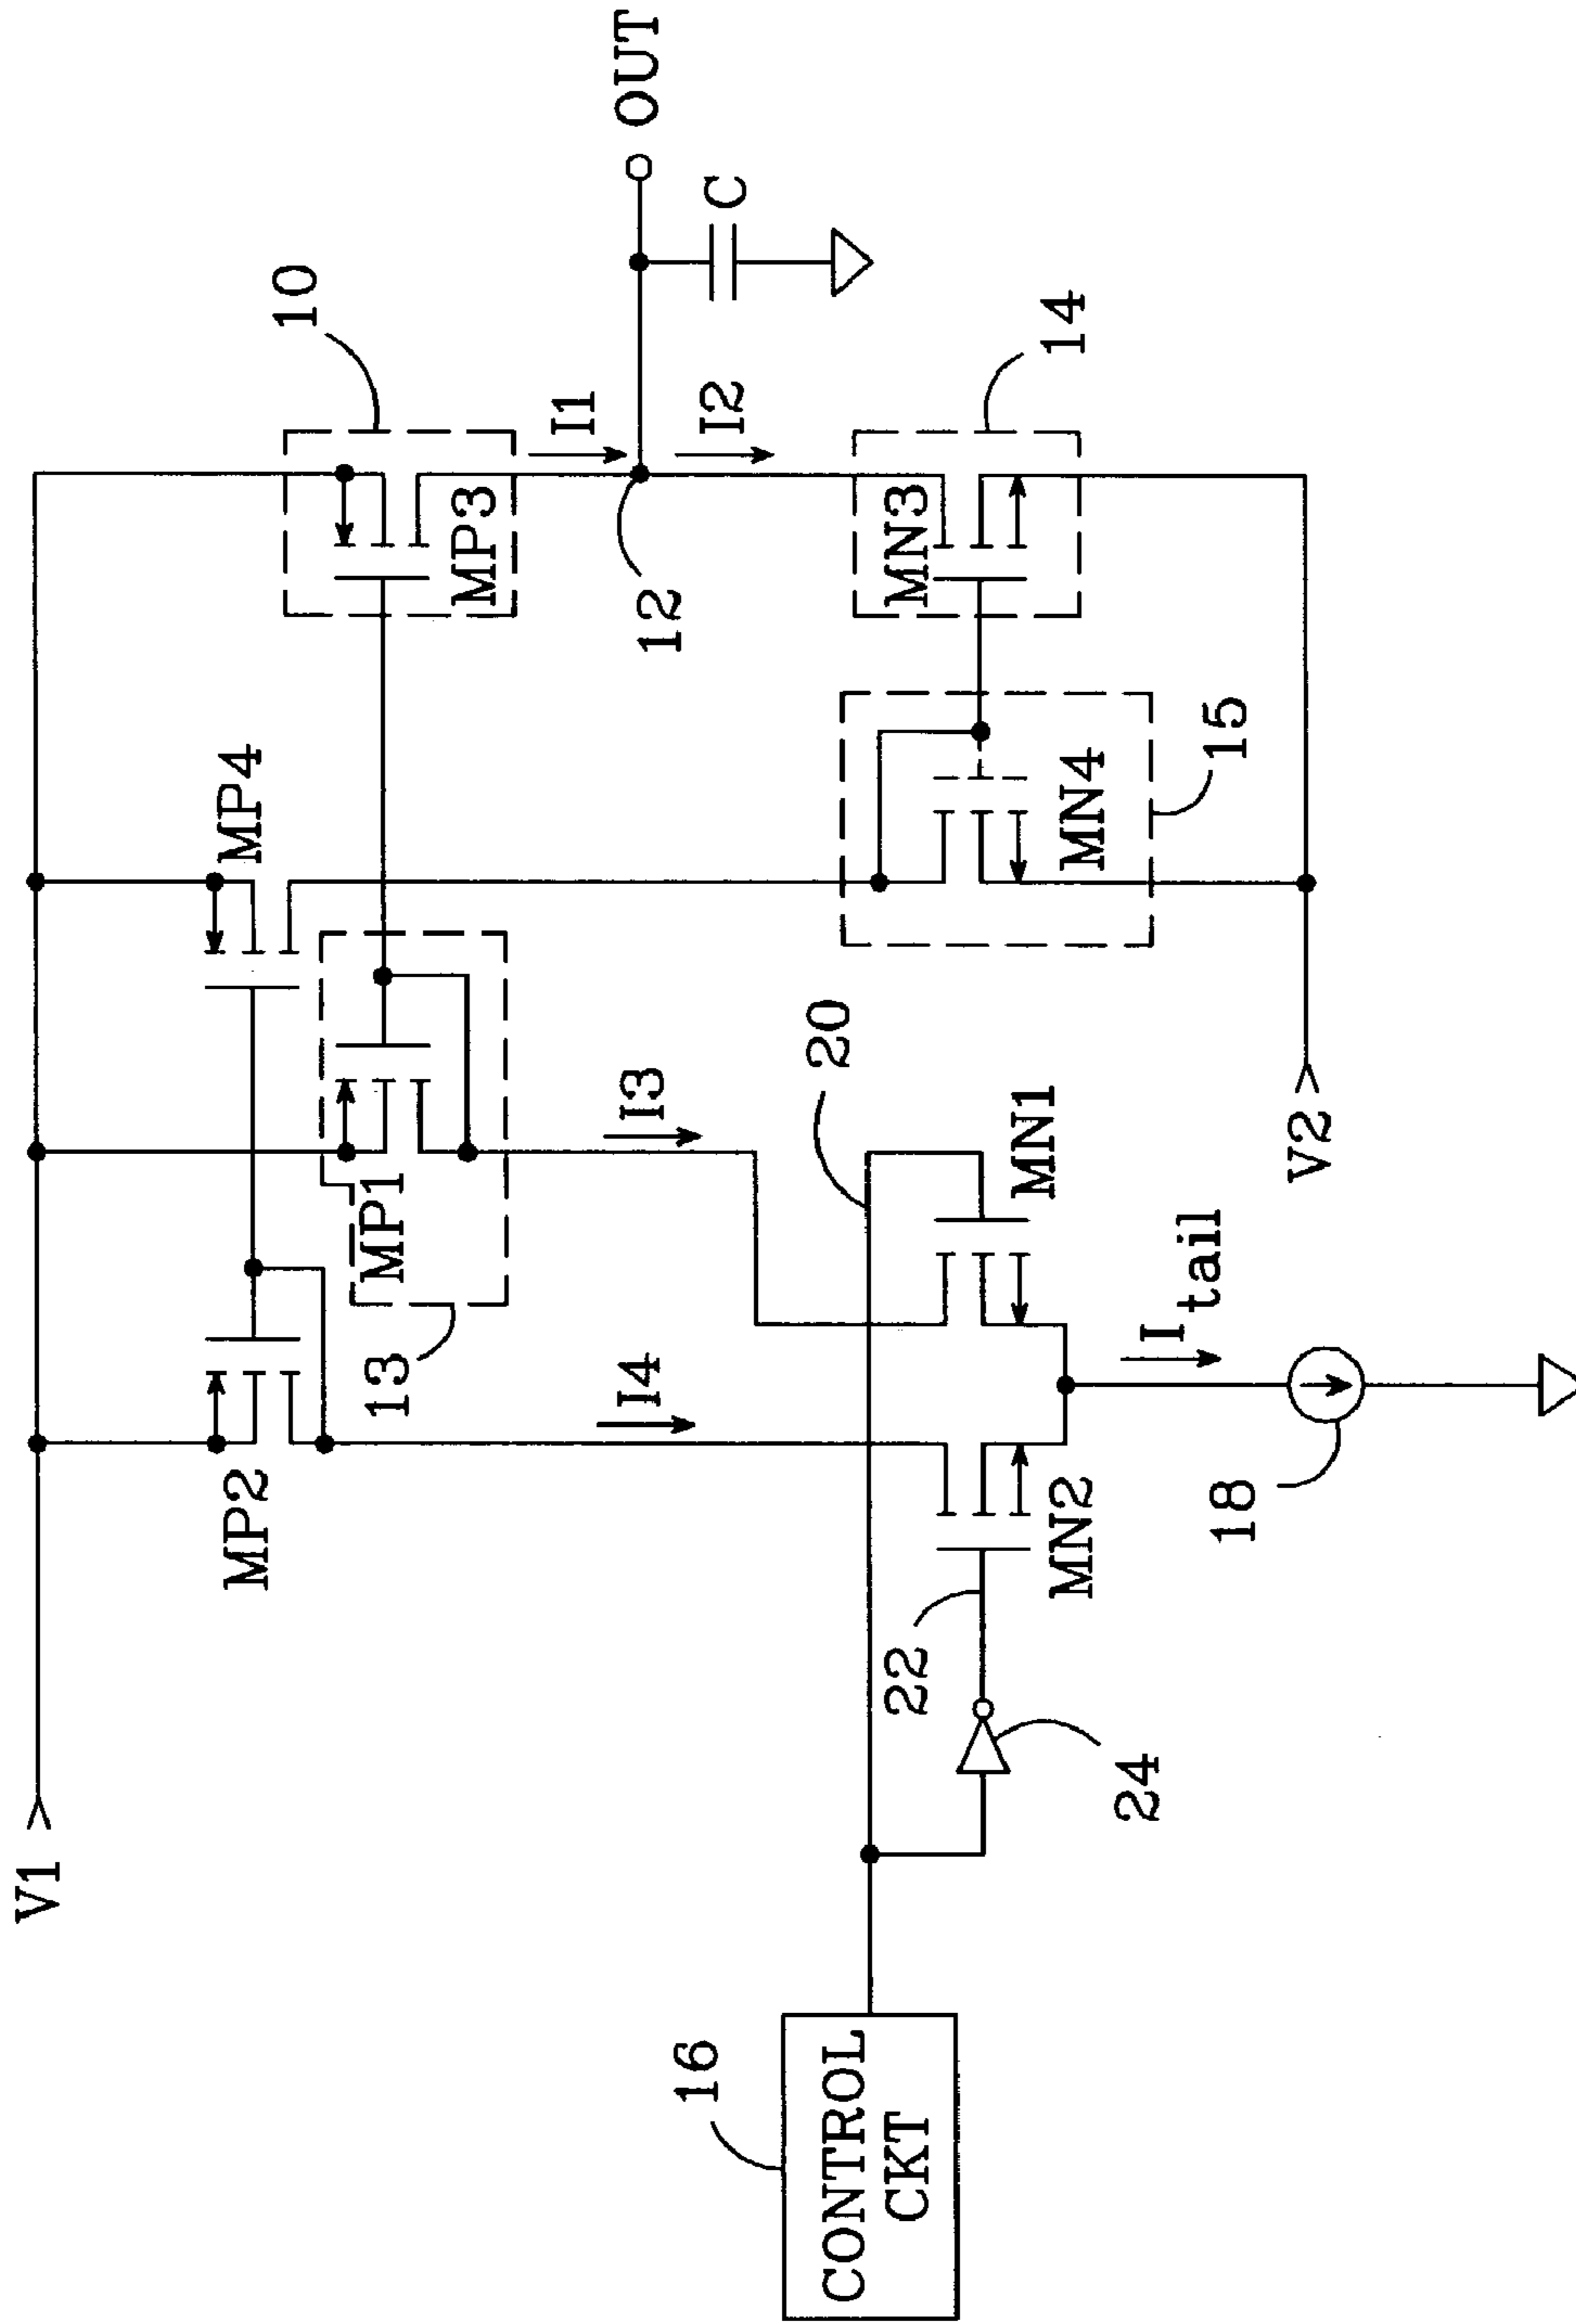 V1
MP2
MP4
10
MP1
MP3
13
I1
OUT
I4
I3
12
C
I2
16
20
MN3
14
CONTROL
CKT
22
MN2
MN1
MN4
15
24
I
tail
18
V2